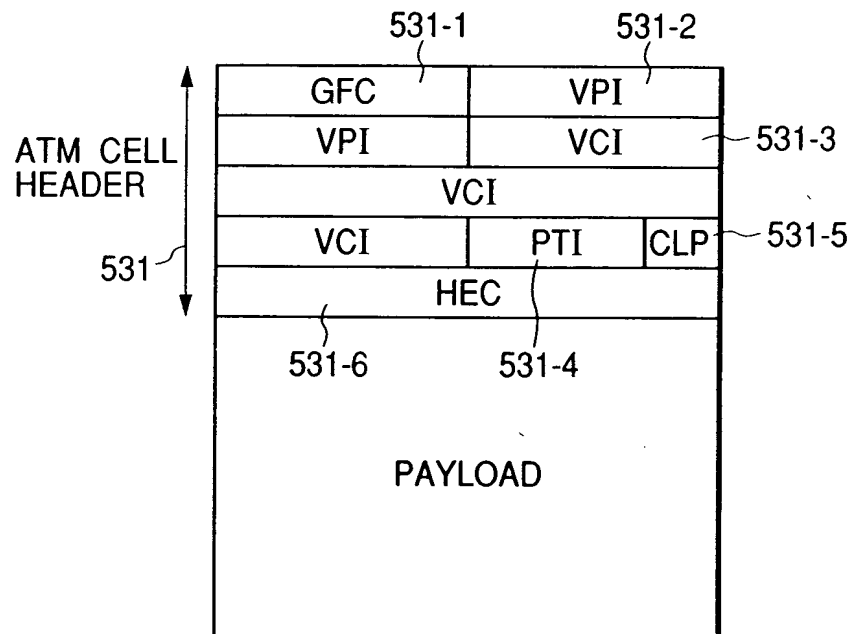 531-1
531-2
GFC
VPI
VPI
VCI
531-3
ATM CELL
HEADER
VCI
VCI
PTI
CLP
531-5
531
HEC
531-6
531-4
PAYLOAD